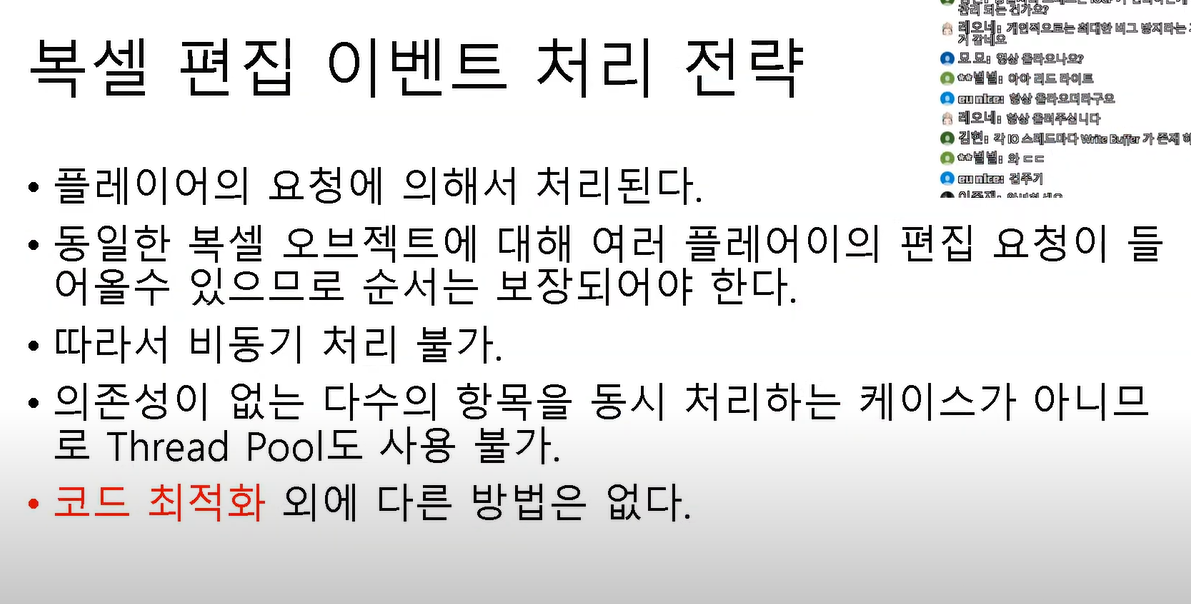 복셀 편집 이벤트 처리 전략
• 플레이어의 요청에 의해서 처리된다.
• 동일한 복셀 오브젝트에 대해 여러 플레어이의 편집 요청이 들
어올수 있으므로 순서는 보장되어야 한다.
• 따라서 비동기 처리 불가.
• 의존성이 없는 다수의 항목을 동시 처리하는 케이스가 아니므
로 Thread Pool도 사용 불가.
• 코드 최적화 외에 다른 방법은 없다.
관리 되는 건가요?
레오네: 개인적으로는 최대한 버그 방지라는
거 같네요
묘 묘: 영상 올라오나요?
**별별: 아아 리드 라이트
eu nice: 항상 올라오더라구요
레오네: 항상 올려주십니다
김현: 각 IO 스레드마다 Write Buffer 가 존재 하
**별별: 와 ㄷㄷ
eu nice: 건주기